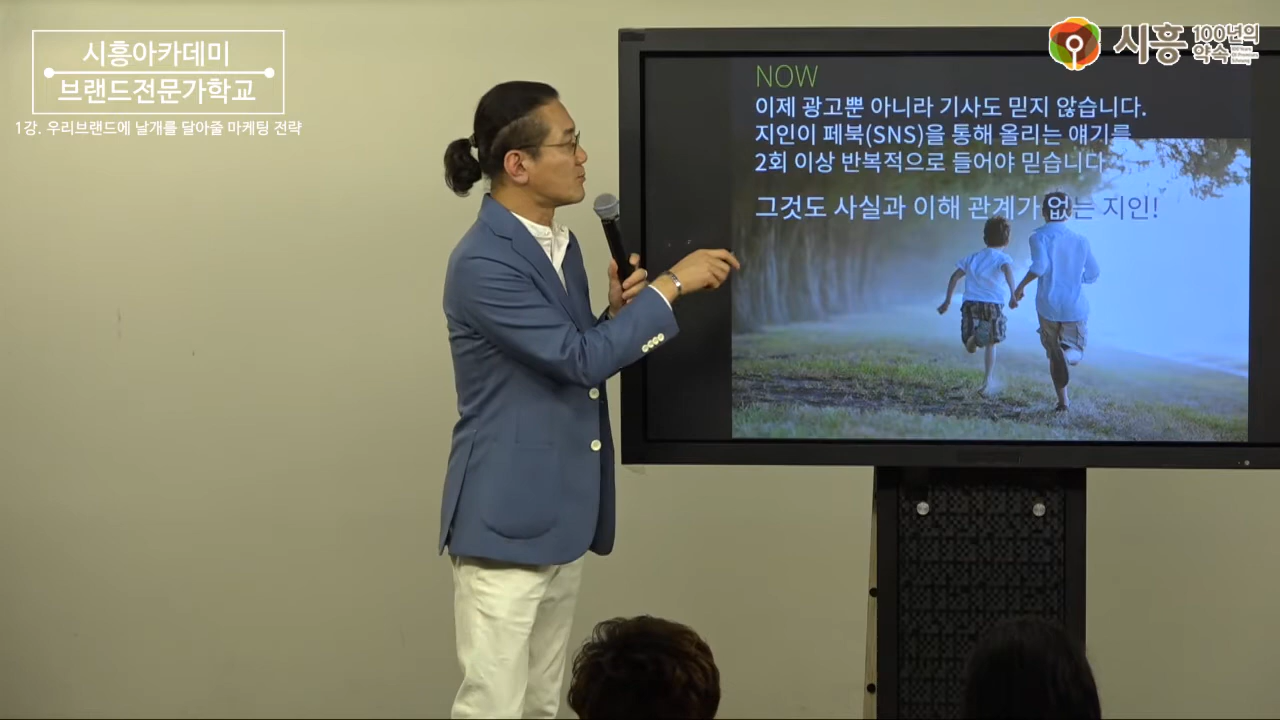 시흥아카데미
브랜드전문가학교
1강. 우리브랜드에 날개를 달아줄 마케팅 전략
시흥 100년의 약속
NOW
이제 광고뿐 아니라 기사도 믿지 않습니다.
지인이 페북(SNS)을 통해 올리는 얘기를
2회 이상 반복적으로 들어야 믿습니다
그것도 사실과 이해 관계가 없는 지인!